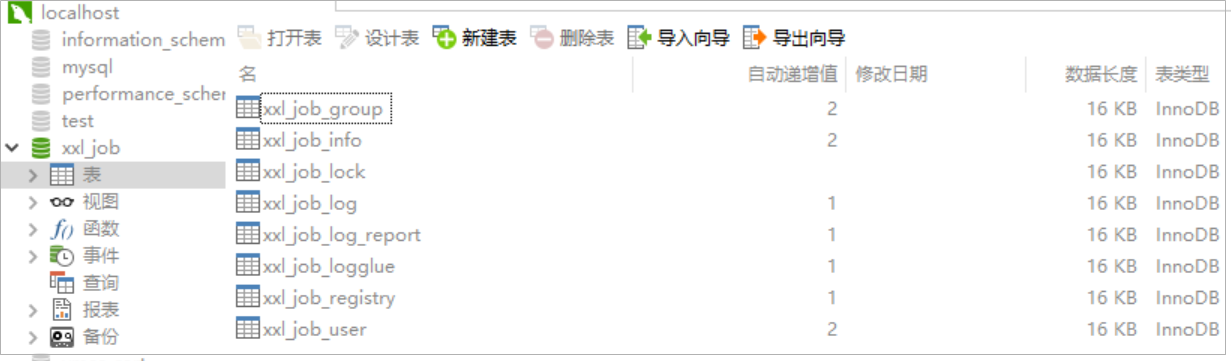 localhost
information_schem
mysql
performance_scher
test
xxl_job
表
视图
函数
事件
查询
报表
备份
打开表 设计表 新建表 删除表 导入向导 导出向导
名 自动递增值 修改日期 数据长度 表类型
xxl_job_group 2 16 KB InnoDB
xxl_job_info 2 16 KB InnoDB
xxl_job_lock 16 KB InnoDB
xxl_job_log 1 16 KB InnoDB
xxl_job_log_report 1 16 KB InnoDB
xxl_job_logglue 1 16 KB InnoDB
xxl_job_registry 1 16 KB InnoDB
xxl_job_user 2 16 KB InnoDB